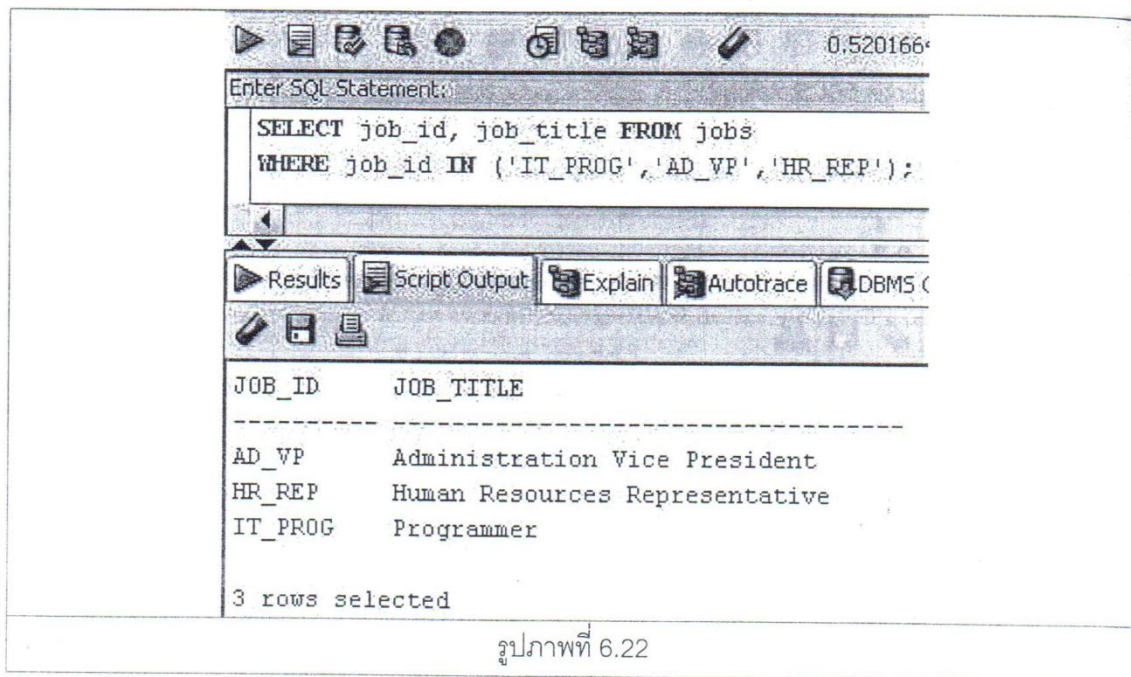 0.5201664
Enter SQL Statement:
SELECT job_id, job_title FROM jobs
WHERE job_id IN ('IT_PROG','AD_VP','HR_REP');
Results Script Output Explain Autotrace DBMS
JOB_ID JOB_TITLE
---------- -----------------------------------
AD_VP Administration Vice President
HR_REP Human Resources Representative
IT_PROG Programmer
3 rows selected
รูปภาพที่ 6.22